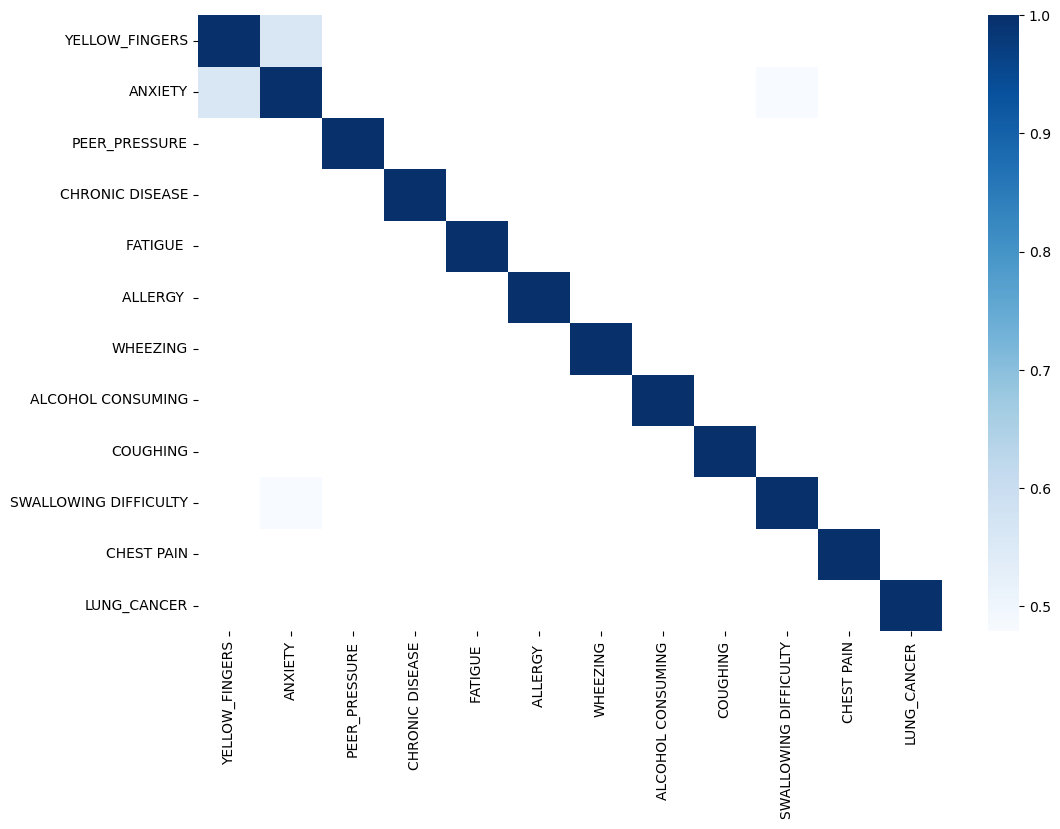 YELLOW_FINGERS
ANXIETY
PEER_PRESSURE
CHRONIC DISEASE
FATIGUE
ALLERGY
WHEEZING
ALCOHOL CONSUMING
COUGHING
SWALLOWING DIFFICULTY
CHEST PAIN
LUNG_CANCER
YELLOW_FINGERS
ANXIETY
PEER_PRESSURE
CHRONIC DISEASE
FATIGUE
ALLERGY
WHEEZING
ALCOHOL CONSUMING
COUGHING
SWALLOWING DIFFICULTY
CHEST PAIN
LUNG_CANCER
1.0
0.9
0.8
0.7
0.6
0.5